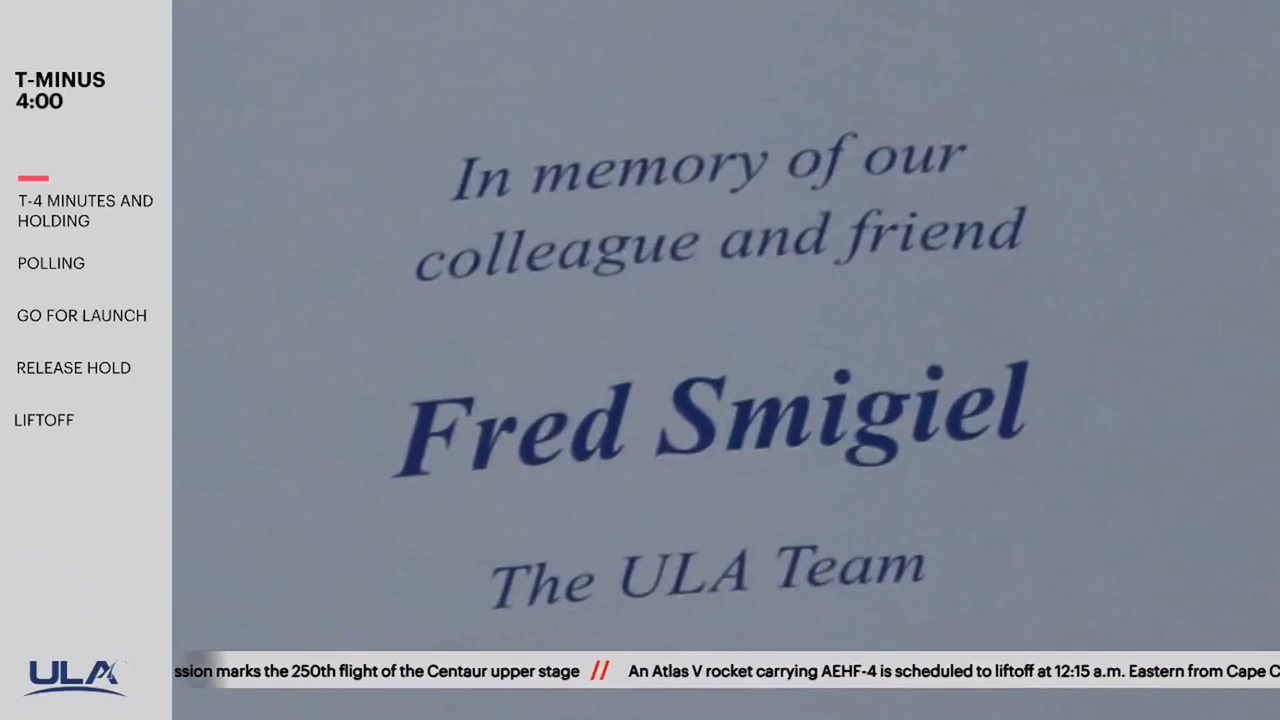 T-MINUS
4:00
T-4 MINUTES AND
HOLDING
POLLING
GO FOR LAUNCH
RELEASE HOLD
LIFTOFF
ULA
In memory of our
colleague and friend
Fred Smigiel
The ULA Team
ssion marks the 250th flight of the Centaur upper stage // An Atlas V rocket carrying AEHF-4 is scheduled to liftoff at 12:15 a.m. Eastern from Cape C